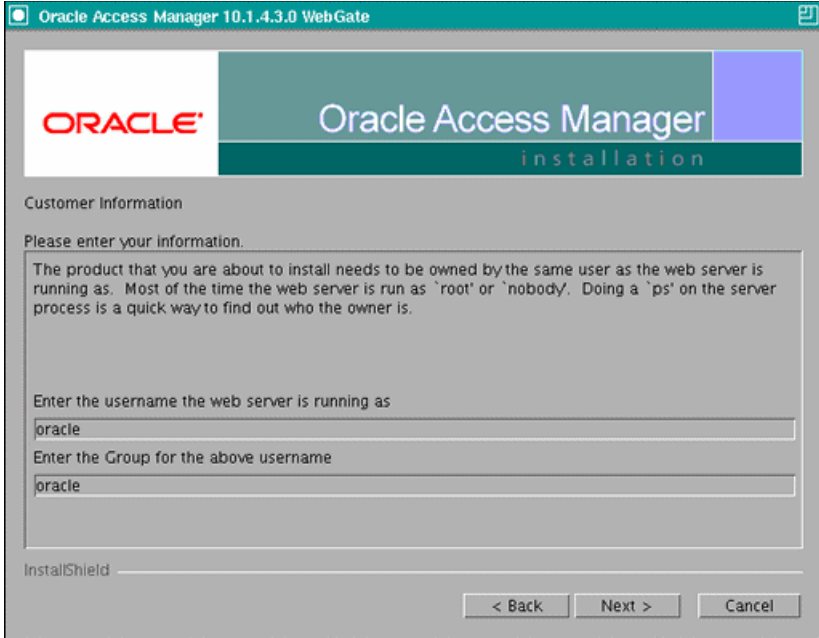 Oracle Access Manager 10.1.4.3.0 WebGate
ORACLE®
Oracle Access Manager
installation
Customer Information
Please enter your information.
The product that you are about to install needs to be owned by the same user as the web server is
running as. Most of the time the web server is run as `root' or `nobody'. Doing a `ps' on the server
process is a quick way to find out who the owner is.
Enter the username the web server is running as
oracle
Enter the Group for the above username
oracle
InstallShield
< Back
Next >
Cancel